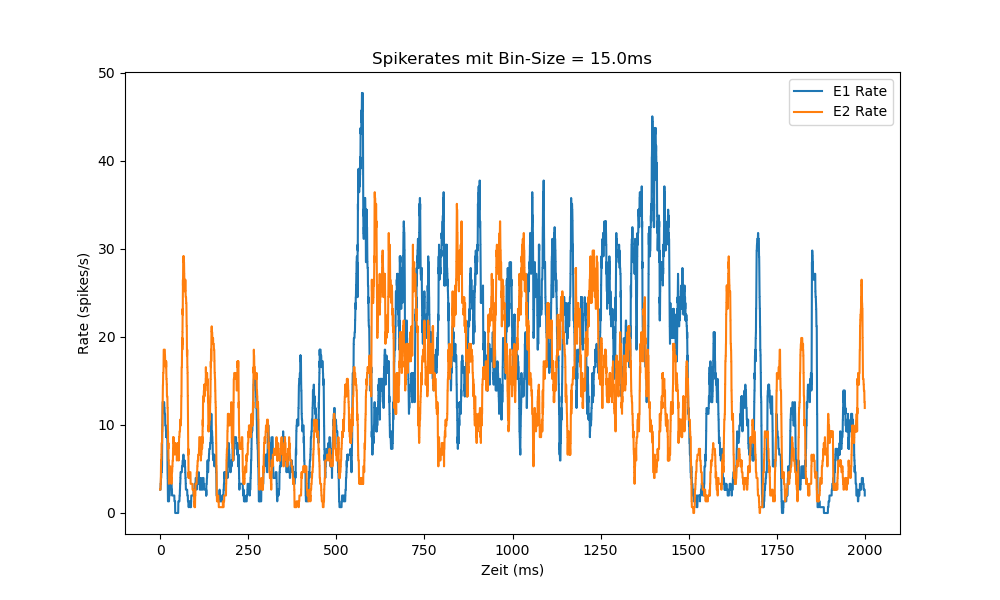 Spikerates mit Bin-Size = 15.0ms
E1 Rate
E2 Rate
Rate (spikes/s)
50
40
30
20
10
0
0 250 500 750 1000 1250 1500 1750 2000
Zeit (ms)